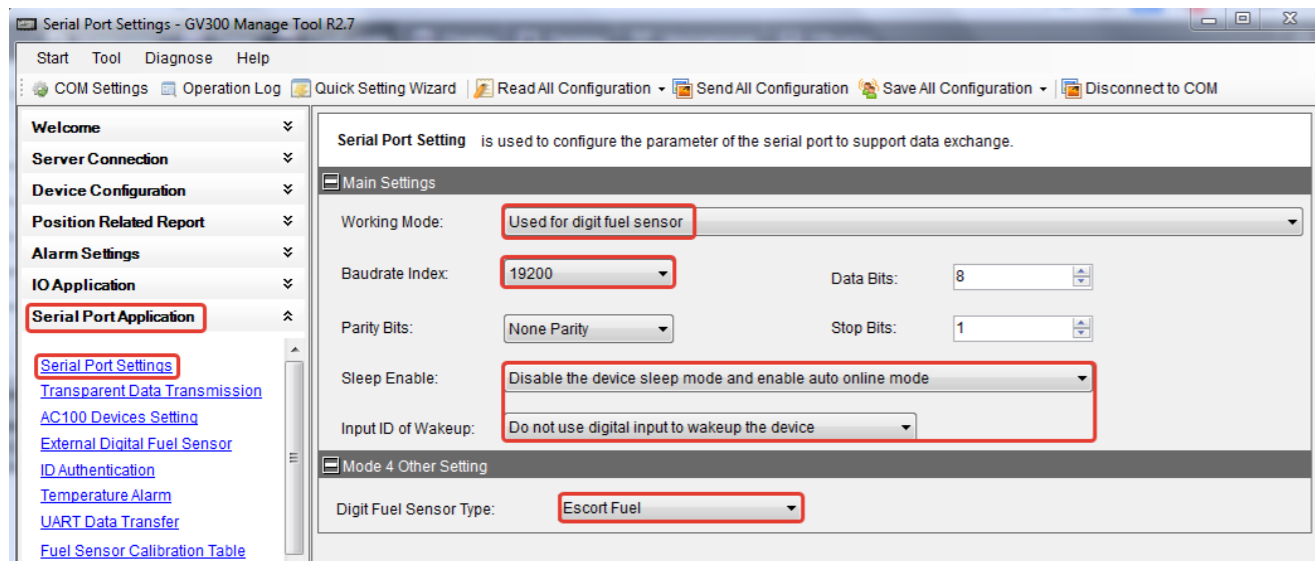 Serial Port Settings - GV300 Manage Tool R2.7
Start Tool Diagnose Help
COM Settings Operation Log Quick Setting Wizard Read All Configuration Send All Configuration Save All Configuration Disconnect to COM
Welcome
Server Connection
Device Configuration
Position Related Report
Alarm Settings
IO Application
Serial Port Application
Serial Port Settings
Transparent Data Transmission
AC100 Devices Setting
External Digital Fuel Sensor
ID Authentication
Temperature Alarm
UART Data Transfer
Fuel Sensor Calibration Table
Serial Port Setting is used to configure the parameter of the serial port to support data exchange.
Main Settings
Working Mode: Used for digit fuel sensor
Baudrate Index: 19200 Data Bits: 8
Parity Bits: None Parity Stop Bits: 1
Sleep Enable: Disable the device sleep mode and enable auto online mode
Input ID of Wakeup: Do not use digital input to wakeup the device
Mode 4 Other Setting
Digit Fuel Sensor Type: Escort Fuel